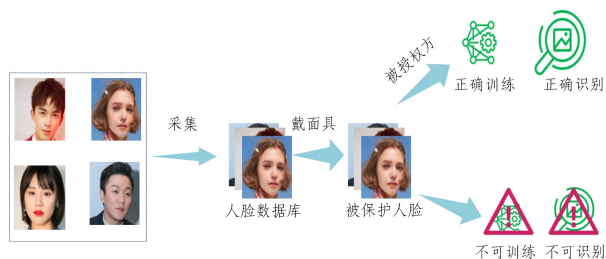 被授权方
正确训练
正确识别
采集
戴面具
人脸数据库
被保护人脸
不可训练
不可识别